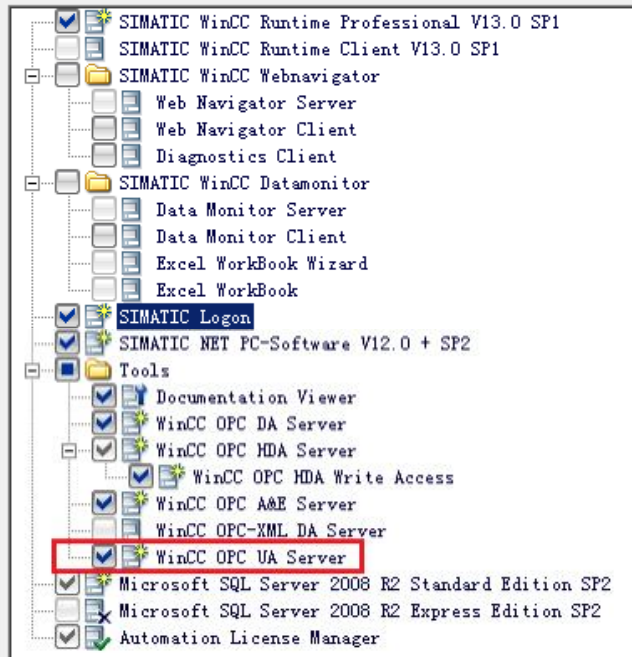 SIMATIC WinCC Runtime Professional V13.0 SP1
SIMATIC WinCC Runtime Client V13.0 SP1
SIMATIC WinCC Webnavigator
Web Navigator Server
Web Navigator Client
Diagnostics Client
SIMATIC WinCC Datamonitor
Data Monitor Server
Data Monitor Client
Excel WorkBook Wizard
Excel WorkBook
SIMATIC Logon
SIMATIC NET PC-Software V12.0 + SP2
Tools
Documentation Viewer
WinCC OPC DA Server
WinCC OPC HDA Server
WinCC OPC HDA Write Access
WinCC OPC A&E Server
WinCC OPC-XML DA Server
WinCC OPC UA Server
Microsoft SQL Server 2008 R2 Standard Edition SP2
Microsoft SQL Server 2008 R2 Express Edition SP2
Automation License Manager